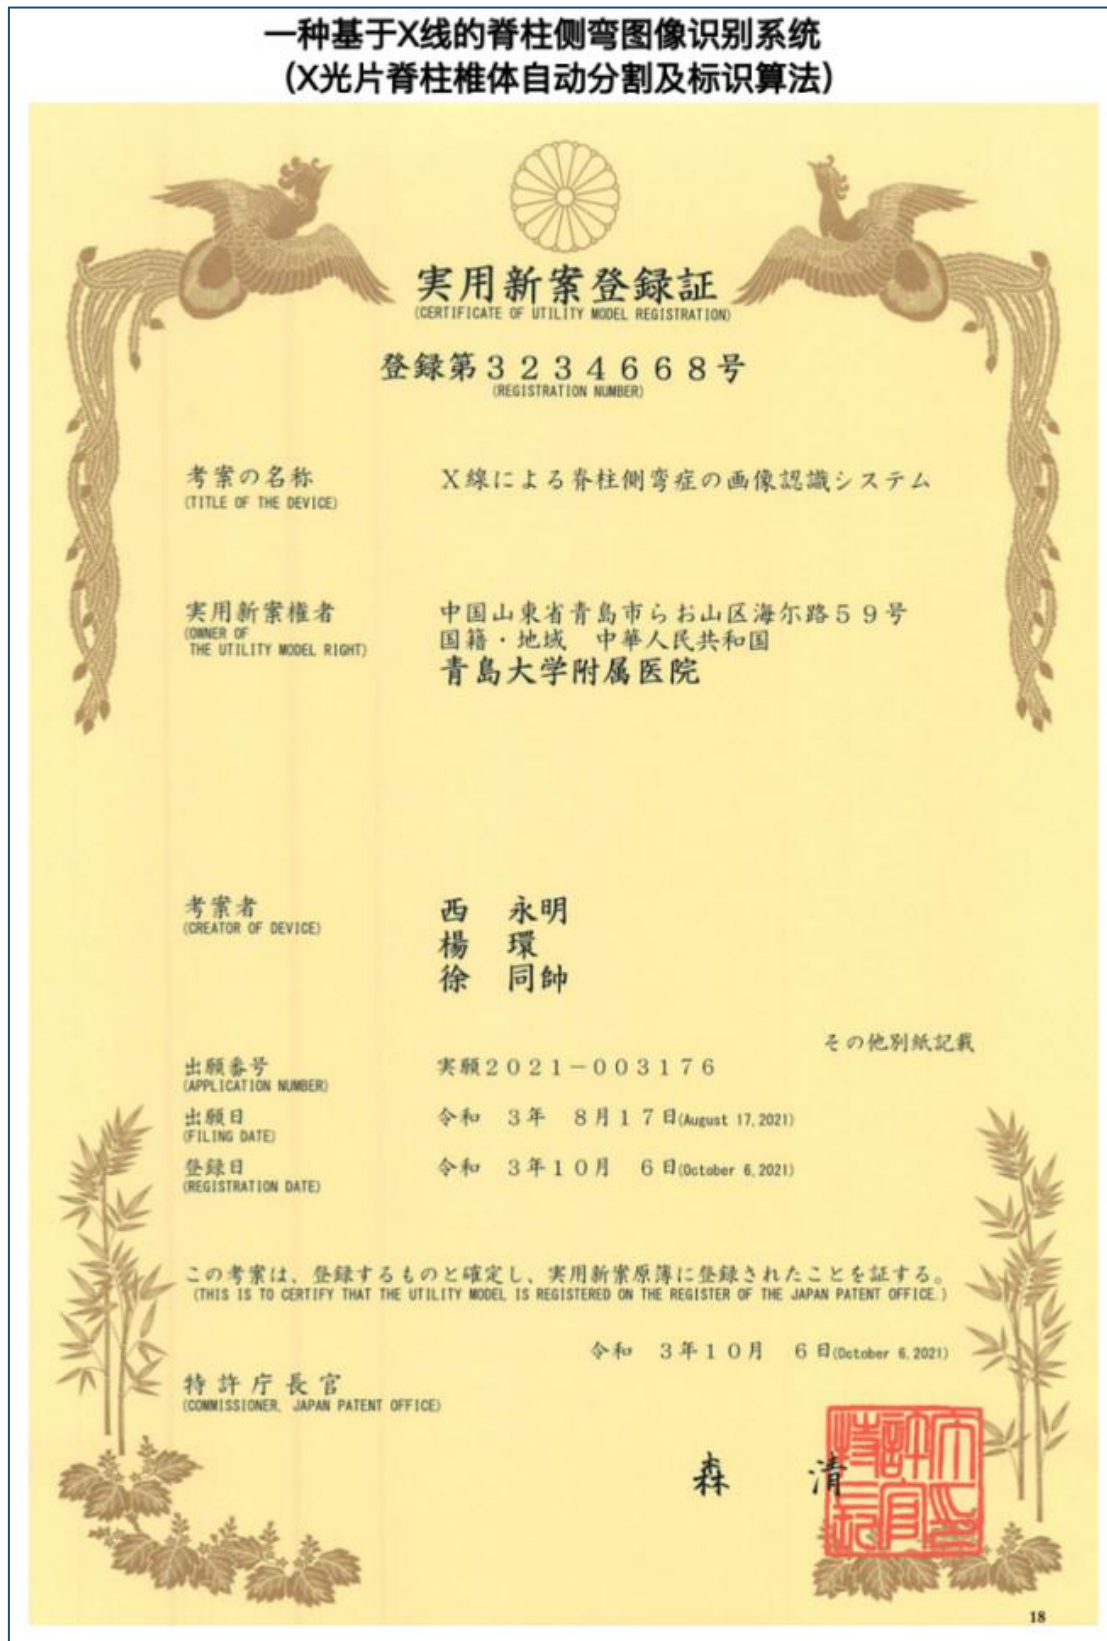 一种基于X线的脊柱侧弯图像识别系统
(X光片脊柱椎体自动分割及标识算法)
実用新案登録証
(CERTIFICATE OF UTILITY MODEL REGISTRATION)
登録第3234668号
(REGISTRATION NUMBER)
考案の名称
(TITLE OF THE DEVICE)
X線による脊柱側弯症の画像認識システム
実用新案権者
(OWNER OF
THE UTILITY MODEL RIGHT)
中国山東省青島市らお山区海尔路59号
国籍・地域 中華人民共和国
青島大学附属医院
考案者
(CREATOR OF DEVICE)
西 永明
楊 環
徐 同帥
その他別紙記載
出願番号
(APPLICATION NUMBER)
実願2021-003176
出願日
(FILING DATE)
令和 3年 8月17日(August 17,2021)
登録日
(REGISTRATION DATE)
令和 3年10月 6日(October 6,2021)
この考案は、登録するものと確定し、実用新案原簿に登録されたことを証する。
(THIS IS TO CERTIFY THAT THE UTILITY MODEL IS REGISTERED ON THE REGISTER OF THE JAPAN PATENT OFFICE.)
令和 3年10月 6日(October 6,2021)
特許庁長官
(COMMISSIONER, JAPAN PATENT OFFICE)
森 清
18